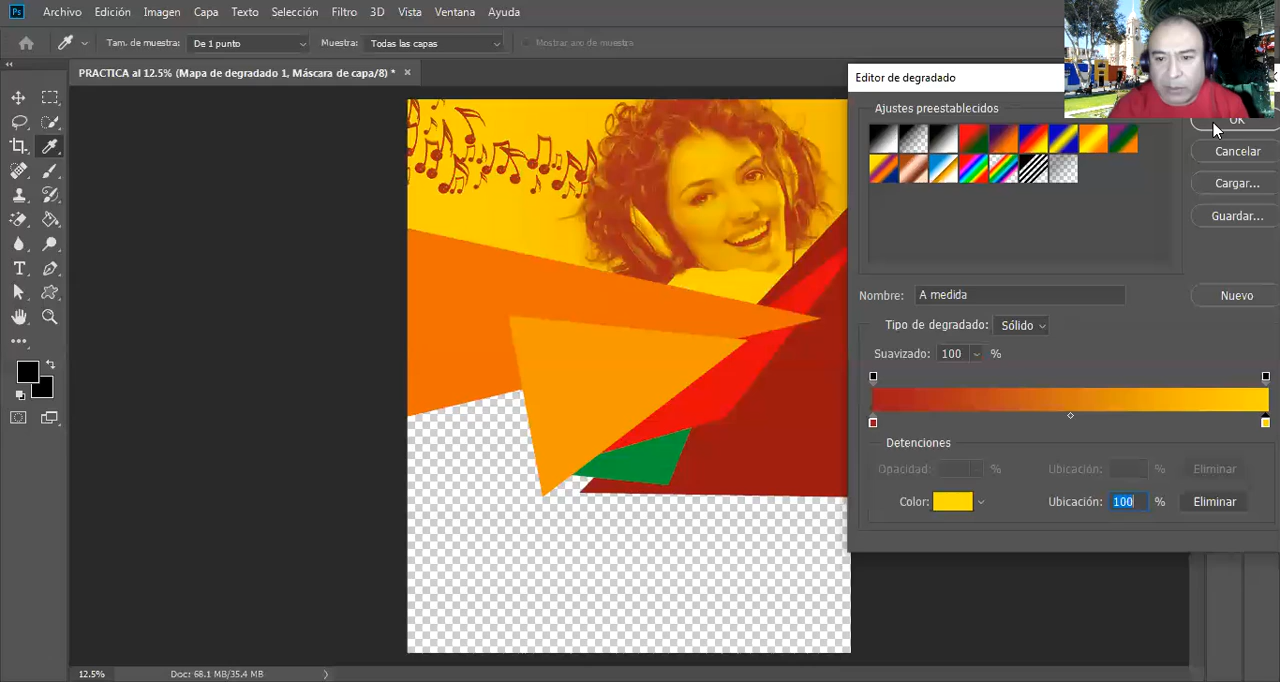 Ps Archivo Edición Imagen Capa Texto Selección Filtro 3D Vista Ventana Ayuda
Tam. de muestra: De 1 punto Muestra: Todas las capas Mostrar aro de muestra
PRACTICA al 12.5% (Mapa de degradado 1, Máscara de capa/8) * ×
Editor de degradado
Ajustes preestablecidos
OK
Cancelar
Cargar...
Guardar...
Nombre: A medida Nuevo
Tipo de degradado: Sólido
Suavizado: 100 %
Detenciones
Opacidad: % Ubicación: % Eliminar
Color: Ubicación: 100 % Eliminar
12.5% Doc: 68.1 MB/35.4 MB